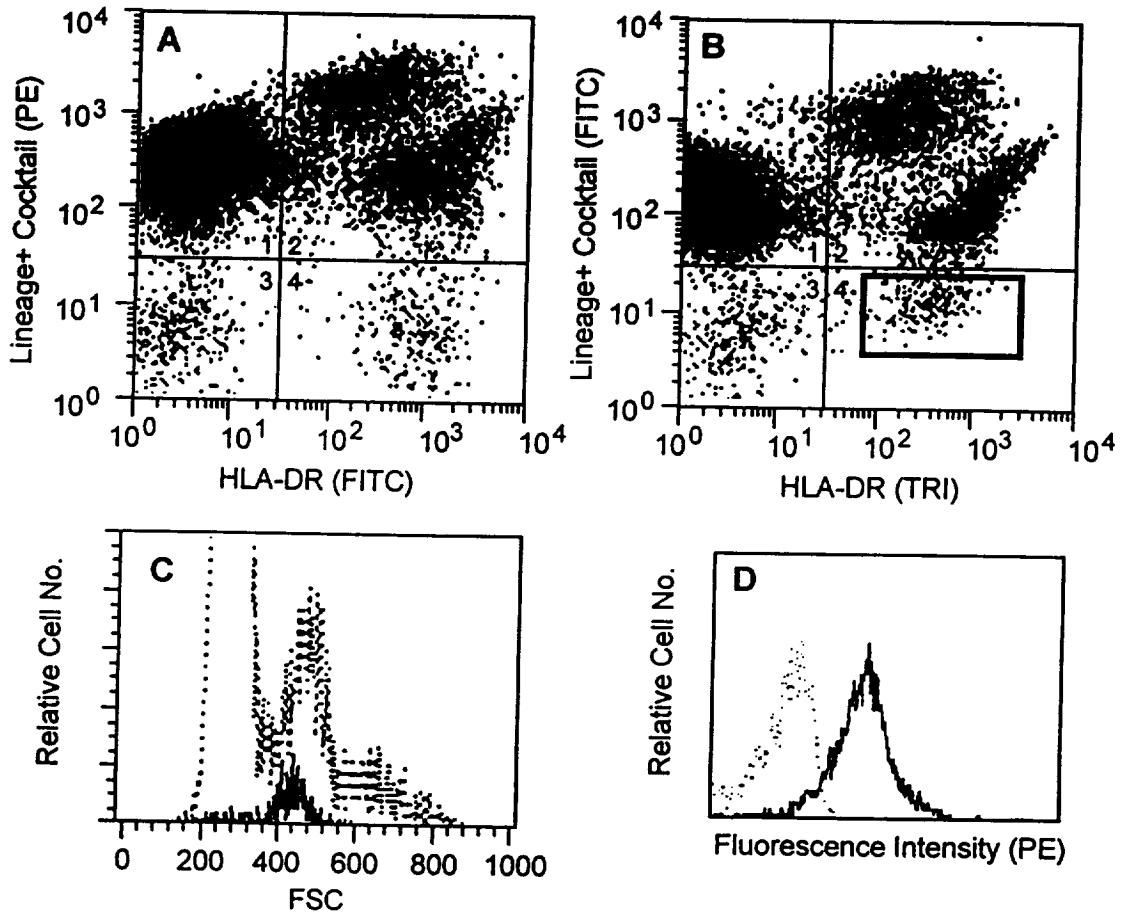 A
Lineage+ Cocktail (PE)
10^4
10^3
10^2
10^1
10^0
1 2
3 4
10^0 10^1 10^2 10^3 10^4
HLA-DR (FITC)
B
Lineage+ Cocktail (FITC)
10^4
10^3
10^2
10^1
10^0
1 2
3 4
10^0 10^1 10^2 10^3 10^4
HLA-DR (TRI)
C
Relative Cell No.
0 200 400 600 800 1000
FSC
D
Relative Cell No.
Fluorescence Intensity (PE)